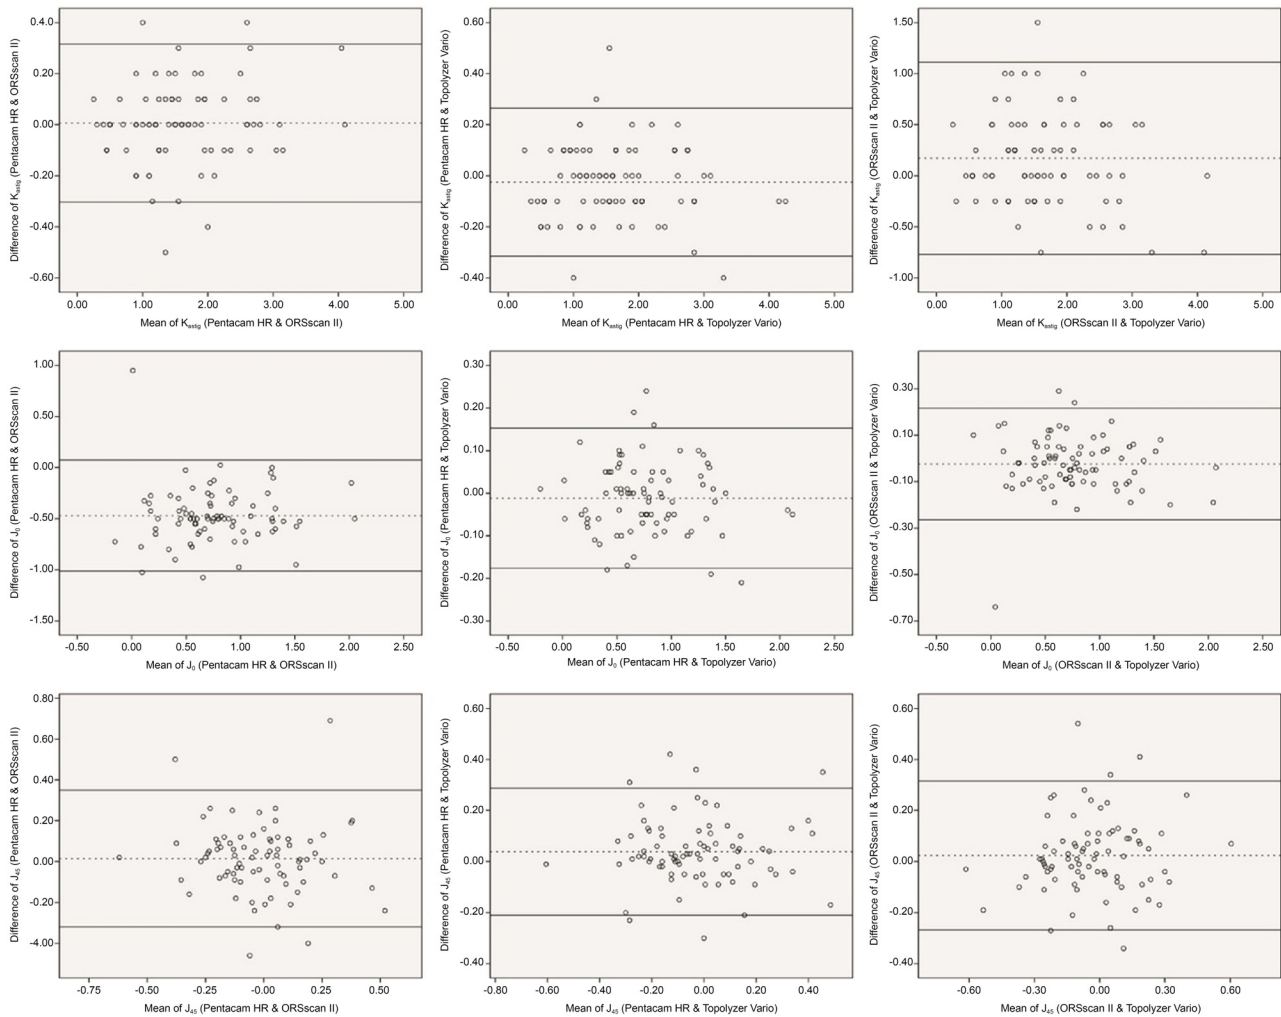 0.4.0
0.20
0.00
-0.20
-0.40
-0.60
Difference of Kastig (Pentacam HR & ORSscan II)
0.00 1.00 2.00 3.00 4.00 5.00
Mean of Kastig (Pentacam HR & ORSscan II)
0.60
0.40
0.20
0.00
-0.20
-0.40
Difference of Kastig (Pentacam HR & Topolyzer Vario)
0.00 1.00 2.00 3.00 4.00 5.00
Mean of Kastig (Pentacam HR & Topolyzer Vario)
1.50
1.00
0.50
0.00
-0.50
-1.00
Difference of Kastig (ORSscan II & Topolyzer Vario)
0.00 1.00 2.00 3.00 4.00 5.00
Mean of Kastig (ORSscan II & Topolyzer Vario)
1.00
0.50
0.00
-0.50
-1.00
-1.50
Difference of J0 (Pentacam HR & ORSscan II)
-0.50 0.00 0.50 1.00 1.50 2.00 2.50
Mean of J0 (Pentacam HR & ORSscan II)
0.30
0.20
0.10
0.00
-0.10
-0.20
-0.30
Difference of J0 (Pentacam HR & Topolyzer Vario)
-0.50 0.00 0.50 1.00 1.50 2.00 2.50
Mean of J0 (Pentacam HR & Topolyzer Vario)
0.30
0.10
-0.10
-0.30
-0.50
-0.70
Difference of J0 (ORSscan II & Topolyzer Vario)
-0.50 0.00 0.50 1.00 1.50 2.00 2.50
Mean of J0 (ORSscan II & Topolyzer Vario)
0.80
0.60
0.40
0.20
0.00
-0.20
-4.00
Difference of J45 (Pentacam HR & ORSscan II)
-0.75 -0.50 -0.25 -0.00 0.25 0.50
Mean of J45 (Pentacam HR & ORSscan II)
0.60
0.40
0.20
0.00
-0.20
-0.40
Difference of J45 (Pentacam HR & Topolyzer Vario)
-0.80 -0.60 -0.40 -0.20 0.00 0.20 0.40
Mean of J45 (Pentacam HR & Topolyzer Vario)
0.60
0.40
0.20
0.00
-0.20
-0.40
Difference of J45 (ORSscan II & Topolyzer Vario)
-0.60 -0.30 0.00 0.30 0.60
Mean of J45 (ORSscan II & Topolyzer Vario)